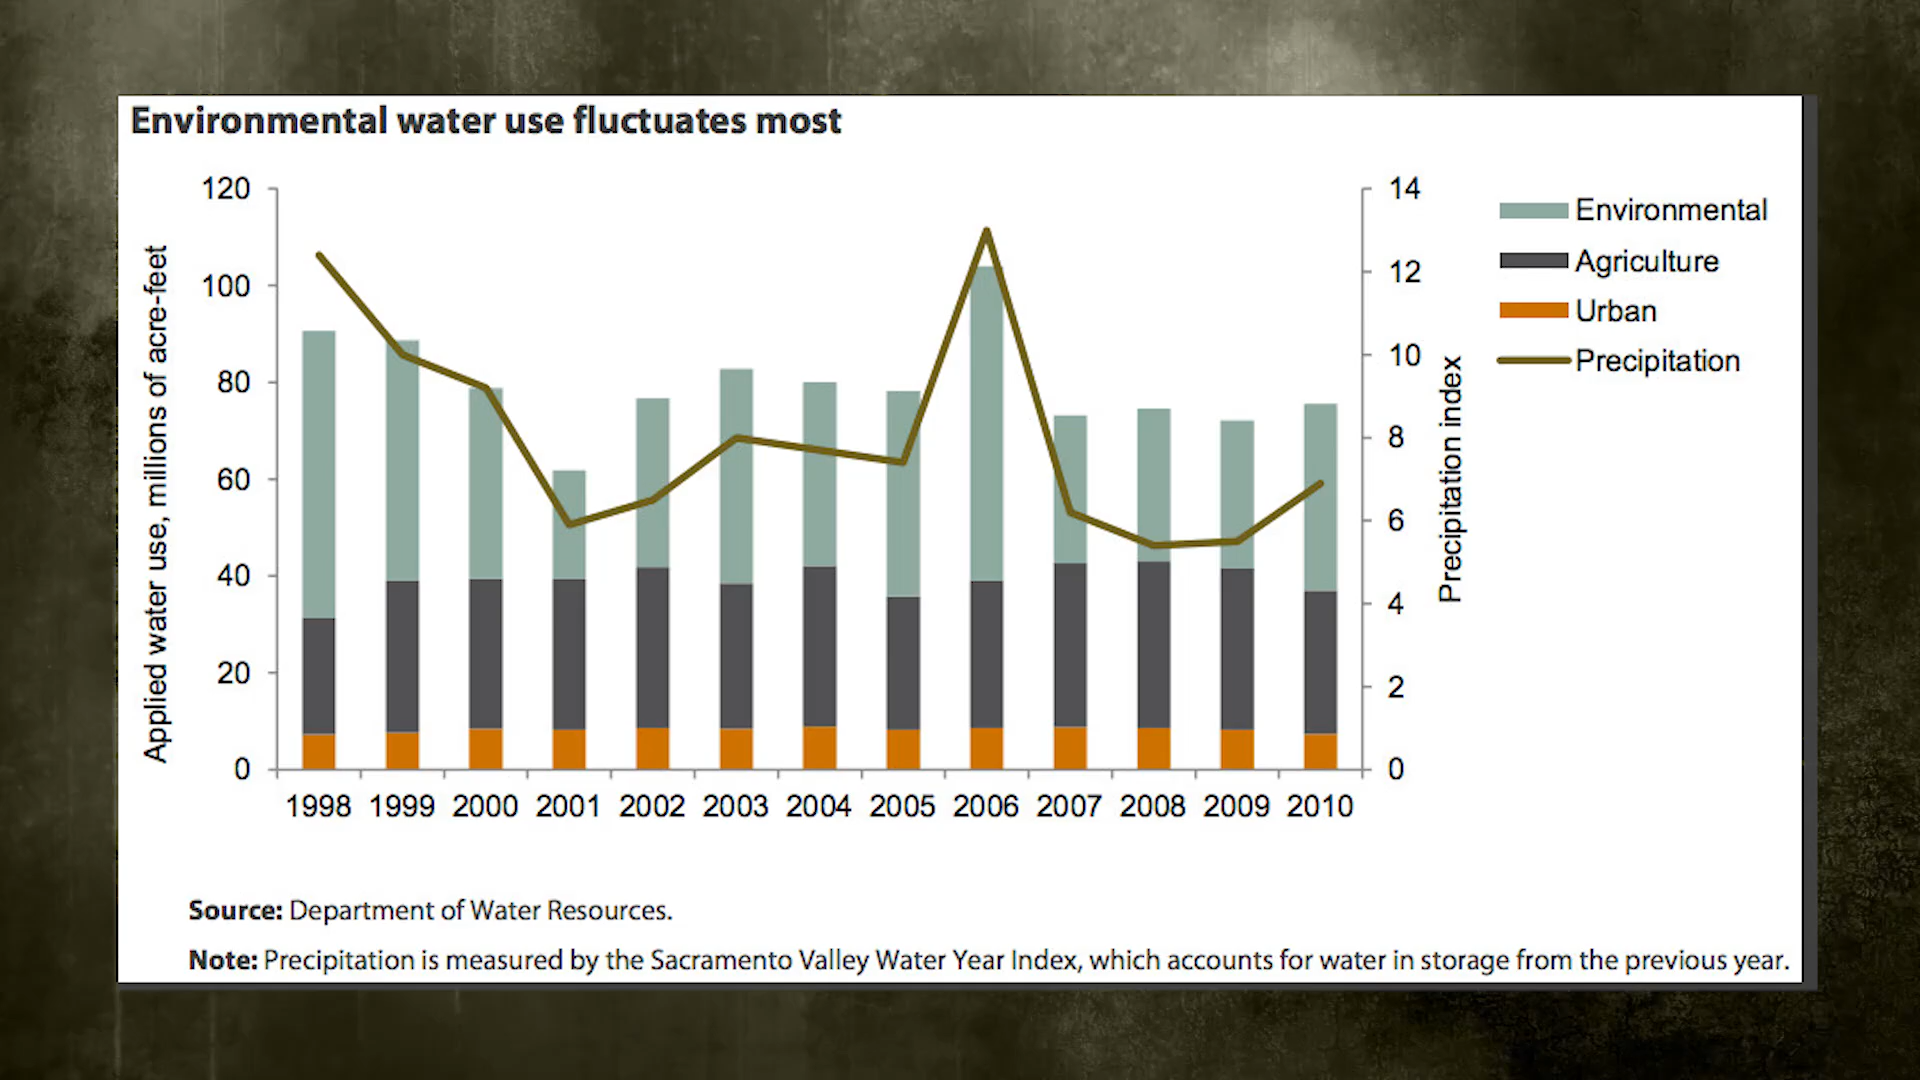 Environmental water use fluctuates most
Applied water use, millions of acre-feet
120
100
80
60
40
20
0
14
12
10
8
6
4
2
0
Precipitation index
Environmental
Agriculture
Urban
Precipitation
1998 1999 2000 2001 2002 2003 2004 2005 2006 2007 2008 2009 2010
Source: Department of Water Resources.
Note: Precipitation is measured by the Sacramento Valley Water Year Index, which accounts for water in storage from the previous year.